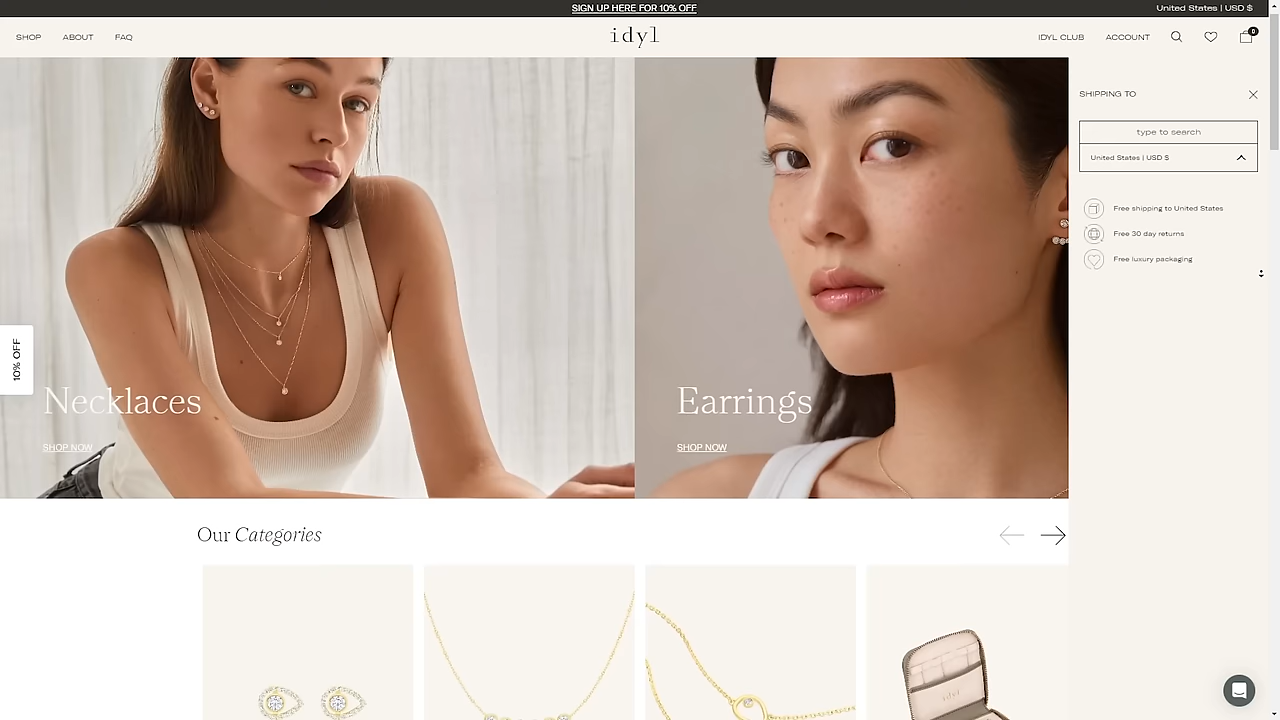 SIGN UP HERE FOR 10% OFF
United States | USD $
SHOP
ABOUT
FAQ
idyl
IDYL CLUB
ACCOUNT
0
SHIPPING TO
type to search
United States | USD $
Free shipping to United States
Free 30 day returns
Free luxury packaging
10% OFF
Necklaces
SHOP NOW
Earrings
SHOP NOW
Our Categories
idyl